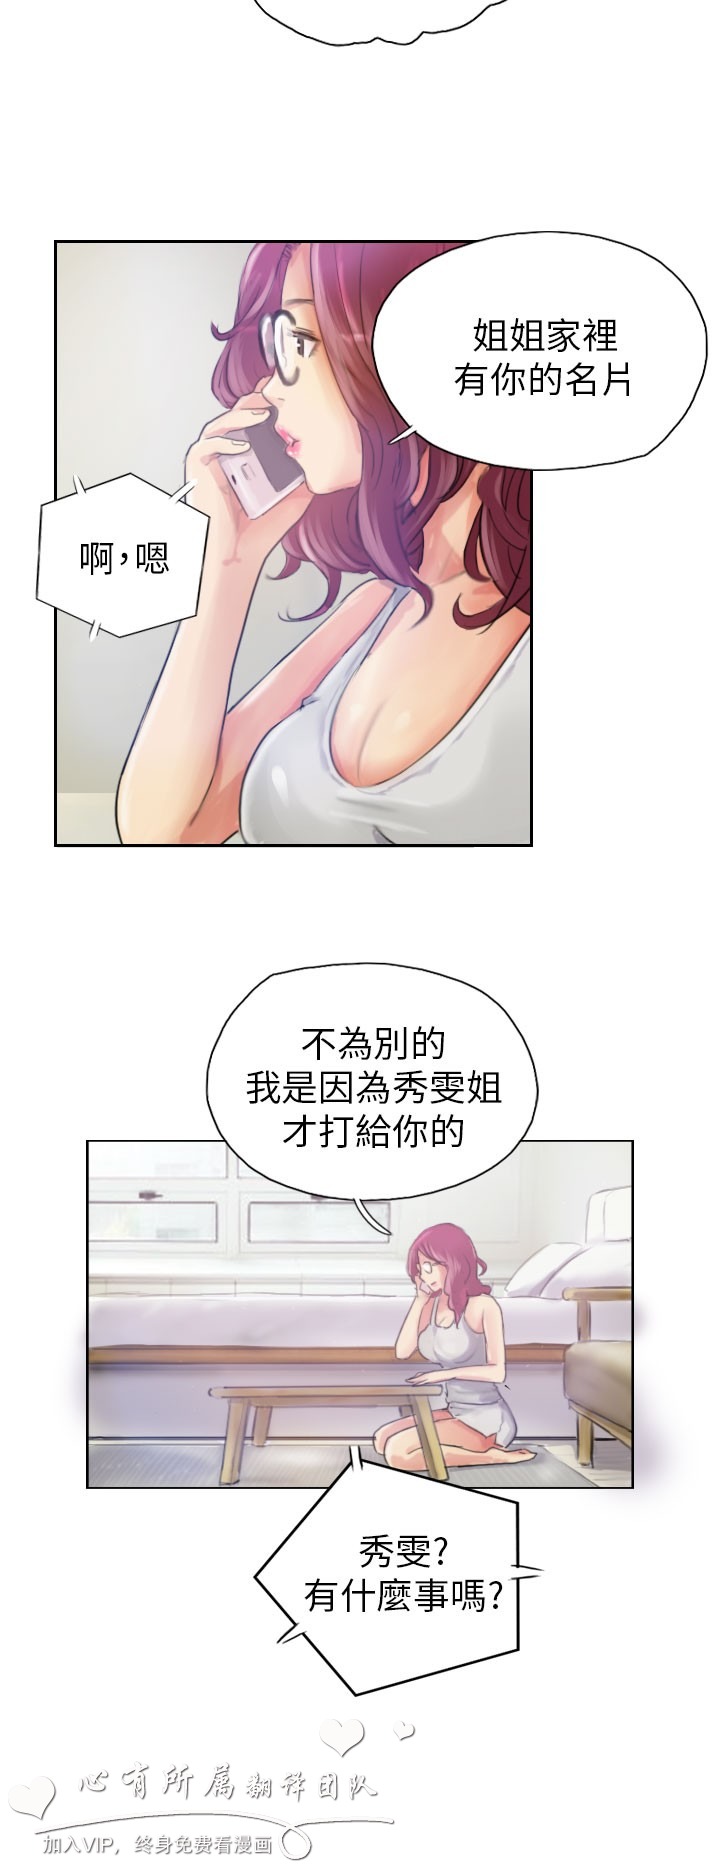 姐姐家裡
有你的名片
啊,嗯
不為別的
我是因為秀雯姐
才打給你的
秀雯?
有什麼事嗎?
心有所属翻译团队
加入VIP，终身免费看漫画